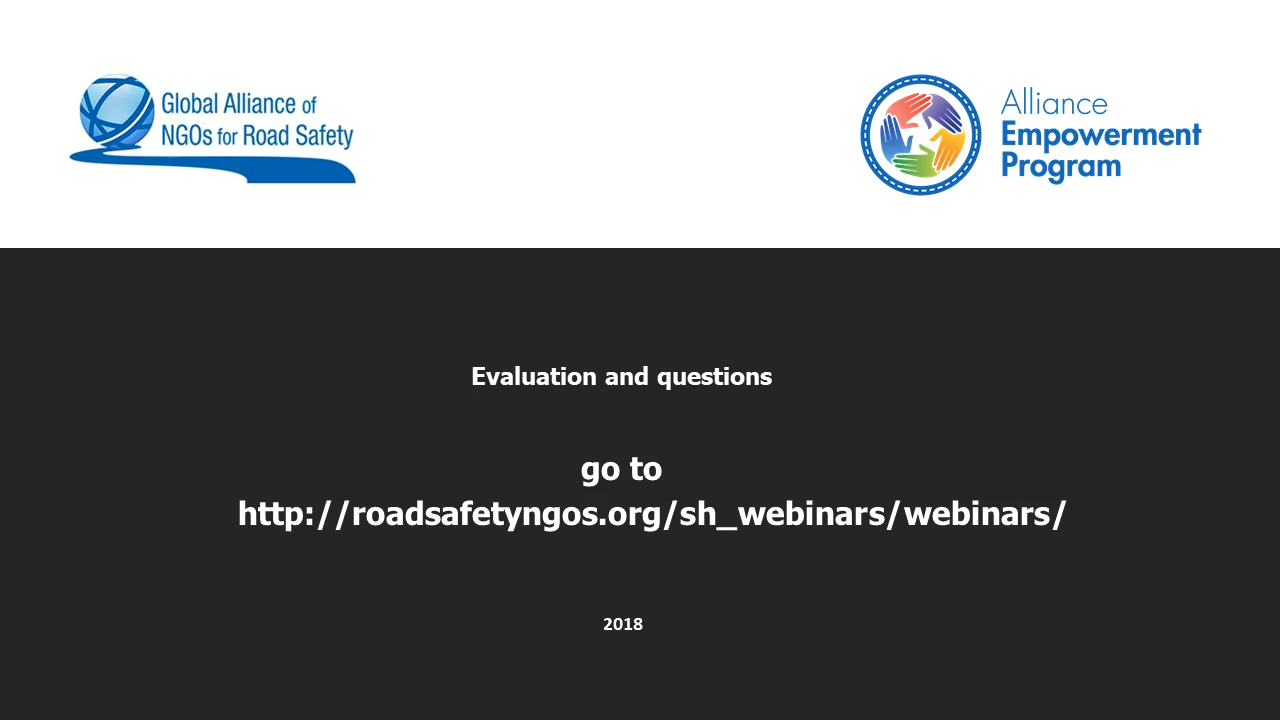 Global Alliance of
NGOs for Road Safety
Alliance
Empowerment
Program
Evaluation and questions
go to
http://roadsafetyngos.org/sh_webinars/webinars/
2018